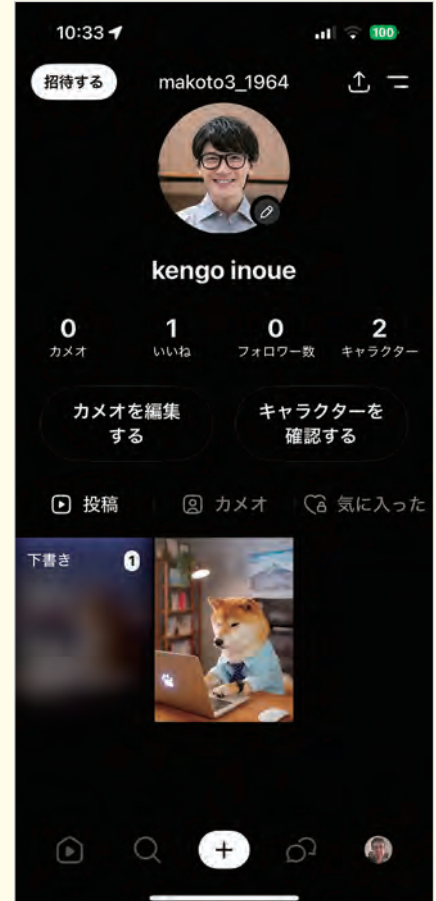 10:33
100
招待する
makoto3_1964
kengo inoue
0 1 0 2
カメオ いいね フォロワー数 キャラクター
カメオを編集
する
キャラクターを
確認する
投稿 カメオ 気に入った
下書き 1